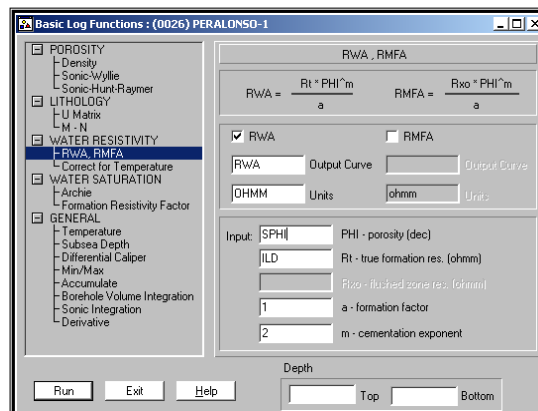 Basic Log Functions : (0026) PERALONSO-1
POROSITY
Density
Sonic-Wyllie
Sonic-Hunt-Raymer
LITHOLOGY
U Matrix
M - N
WATER RESISTIVITY
RWA, RMFA
Correct for Temperature
WATER SATURATION
Archie
Formation Resistivity Factor
GENERAL
Temperature
Subsea Depth
Differential Caliper
Min/Max
Accumulate
Borehole Volume Integration
Sonic Integration
Derivative
RWA , RMFA
RWA = Rt * PHI^m / a RMFA = Rxo * PHI^m / a
RWA RMFA
RWA Output Curve Output Curve
OHMM Units ohmm Units
Input: SPHI PHI - porosity (dec)
ILD Rt - true formation res. (ohmm)
Rxo - flushed zone res. (ohmm)
1 a - formation factor
2 m - cementation exponent
Depth
Run Exit Help Top Bottom